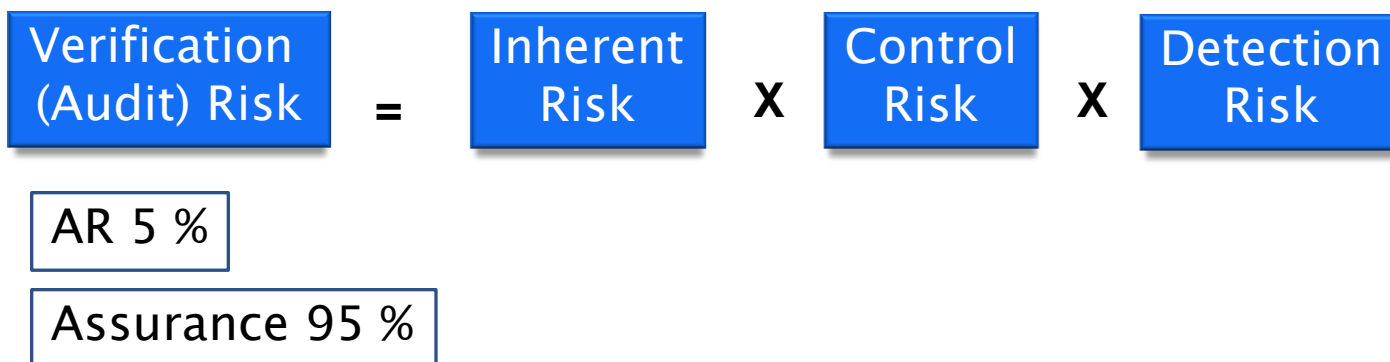 Verification
(Audit) Risk
=
Inherent
Risk
X
Control
Risk
X
Detection
Risk
AR 5 %
Assurance 95 %